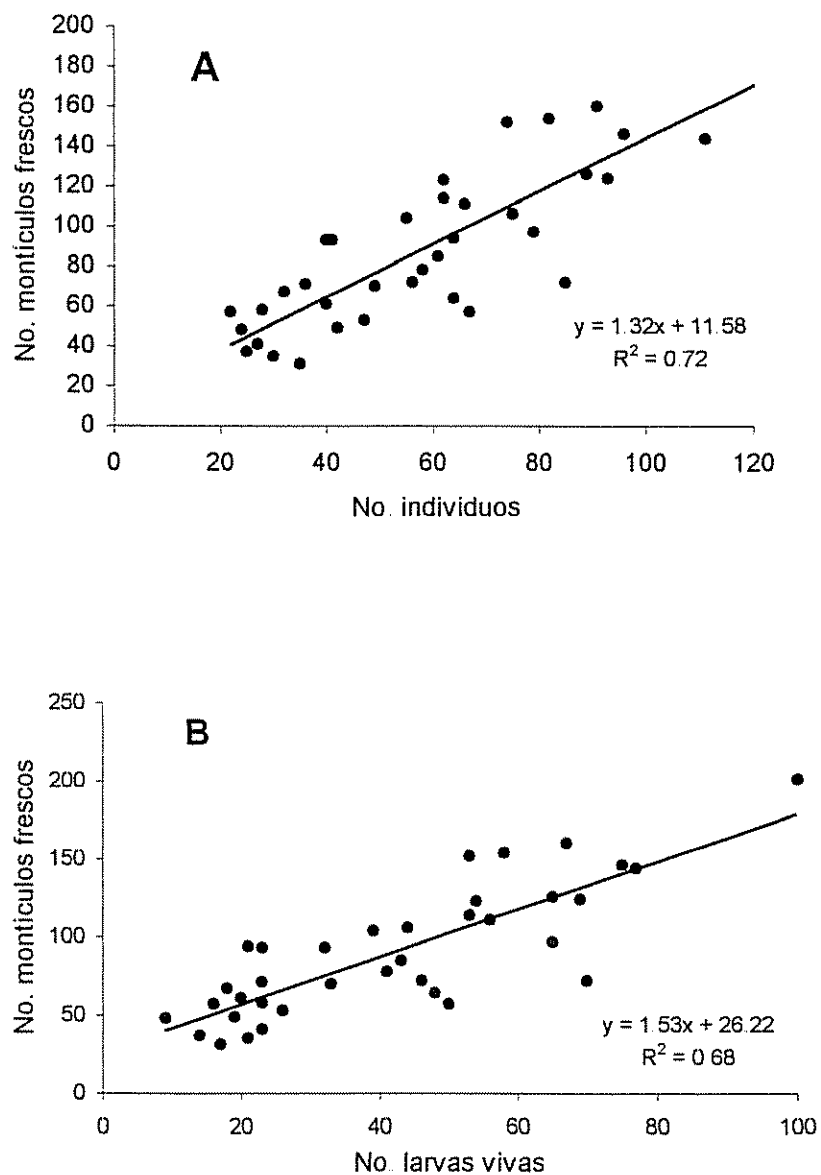 200
180
160
140
120
100
80
60
40
20
0
No. montículos frescos
A
y = 1.32x + 11.58
R² = 0.72
0 20 40 60 80 100 120
No. individuos
250
200
150
100
50
0
No. montículos frescos
B
y = 1.53x + 26.22
R² = 0.68
0 20 40 60 80 100
No. larvas vivas